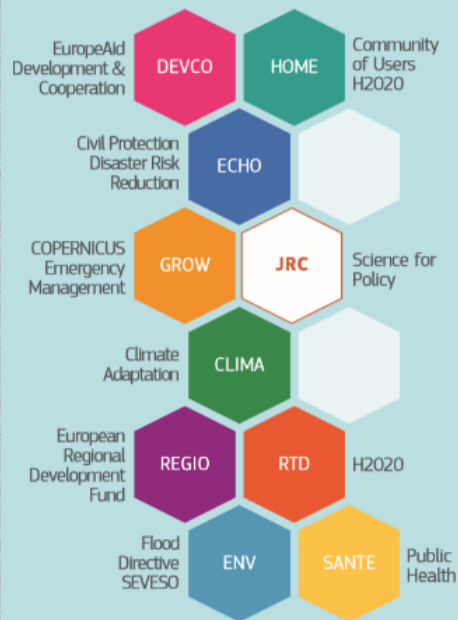 EuropeAid
Development &
Cooperation
DEVCO
HOME
Community
of Users
H2020
Civil Protection
Disaster Risk
Reduction
ECHO
COPERNICUS
Emergency
Management
GROW
JRC
Science for
Policy
Climate
Adaptation
CLIMA
European
Regional
Development
Fund
REGIO
RTD
H2020
Flood
Directive
SEVESO
ENV
SANTE
Public
Health